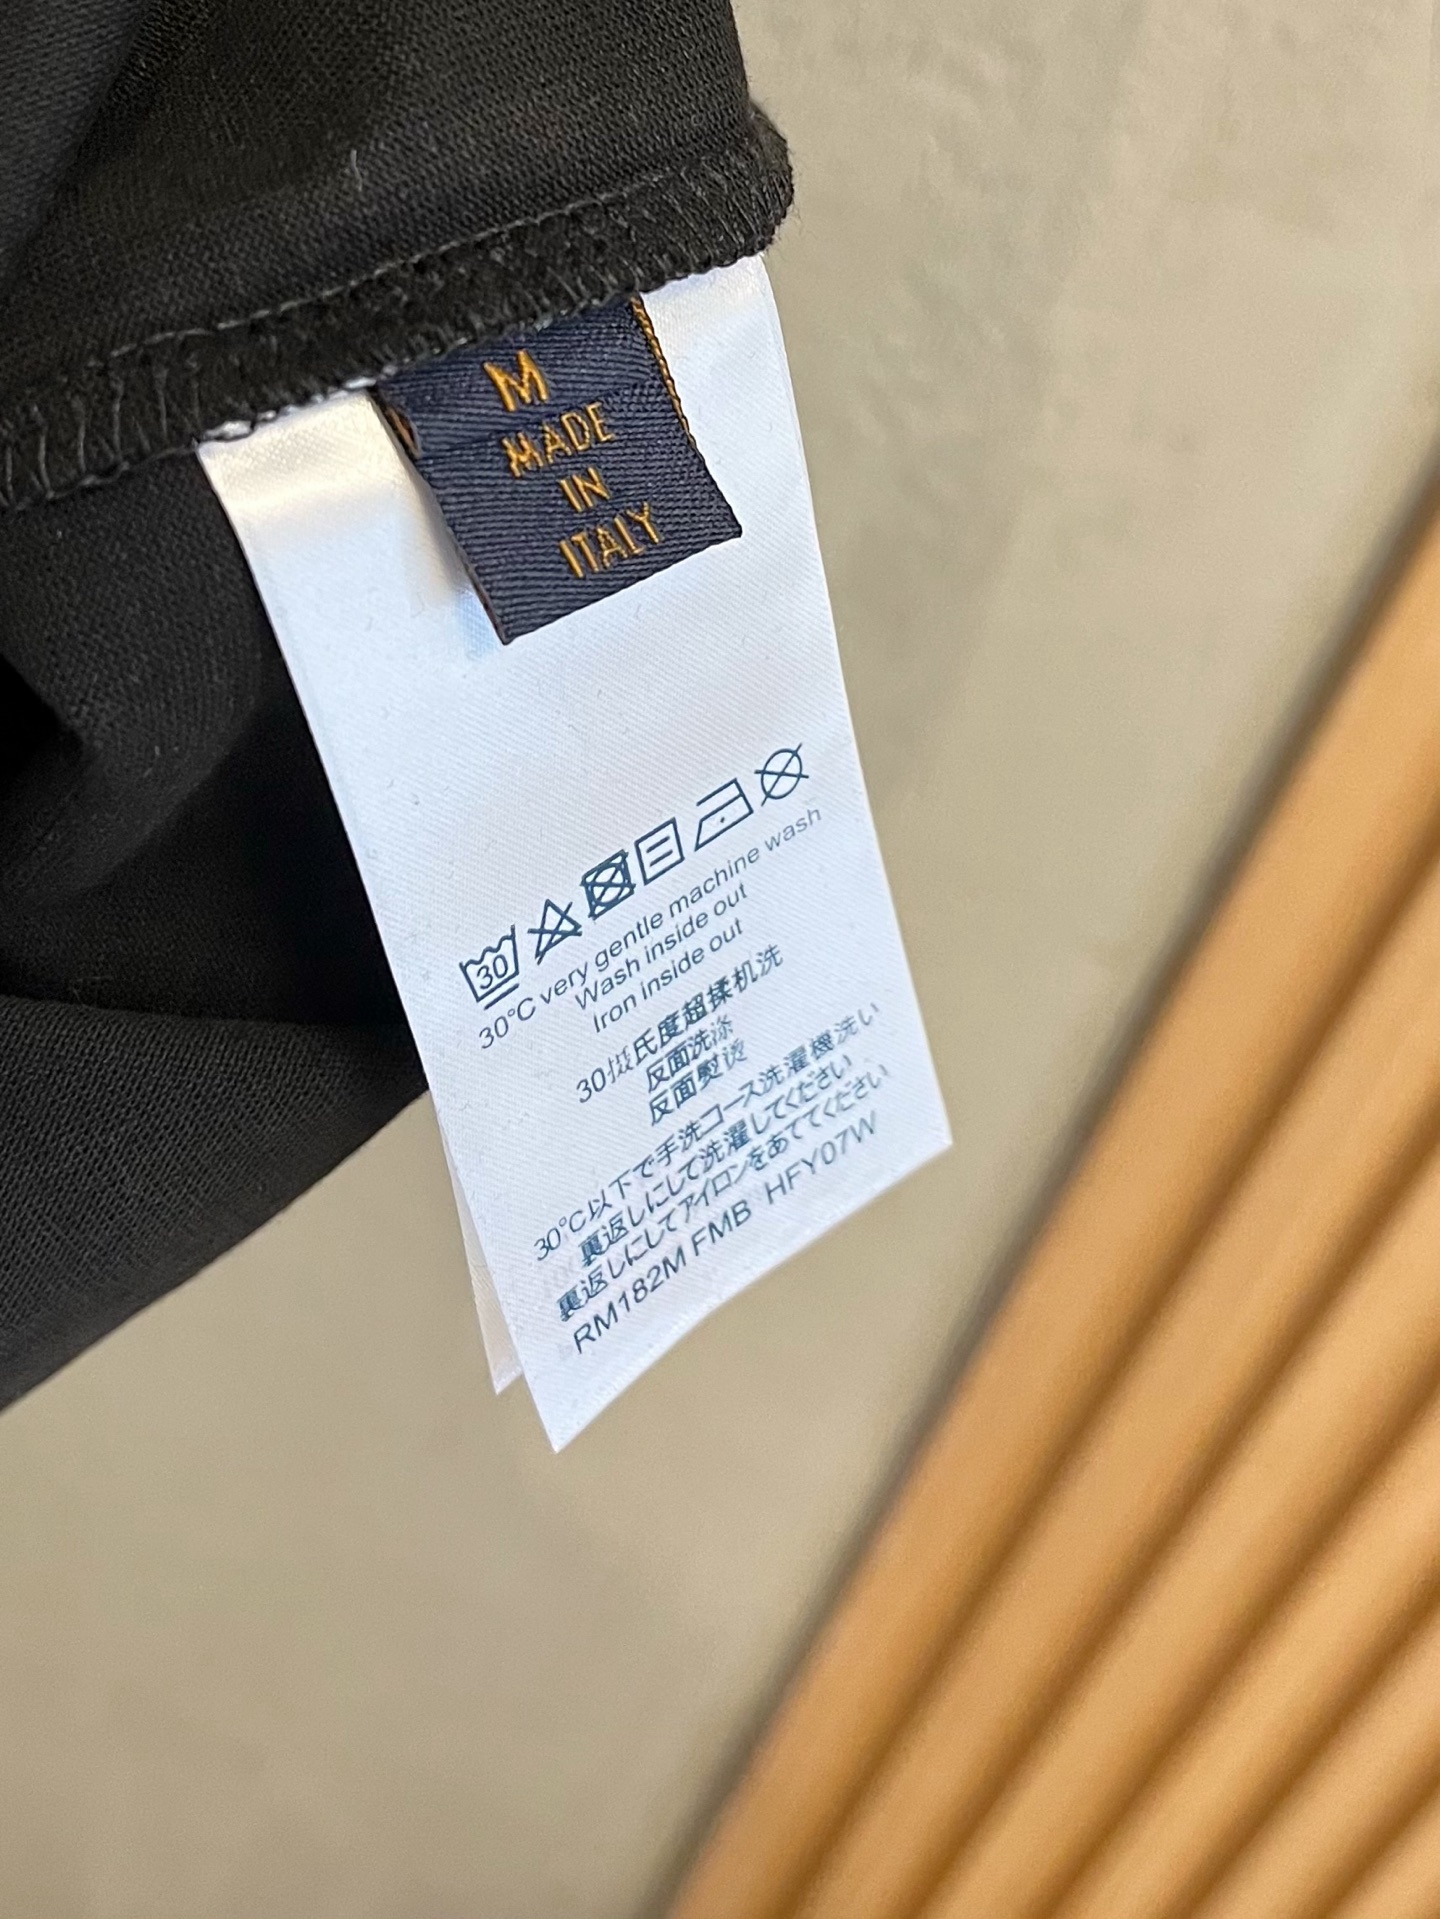 M
MADE
IN
ITALY
30
30°C very gentle machine wash
Wash inside out
Iron inside out
30摄氏度超揉机洗
反面洗涤
反面熨烫
30℃以下で手洗コース洗濯機洗い
裏返しにして洗濯してください
裏返しにしてアイロンをあててください
RM182M FMB HFY07W